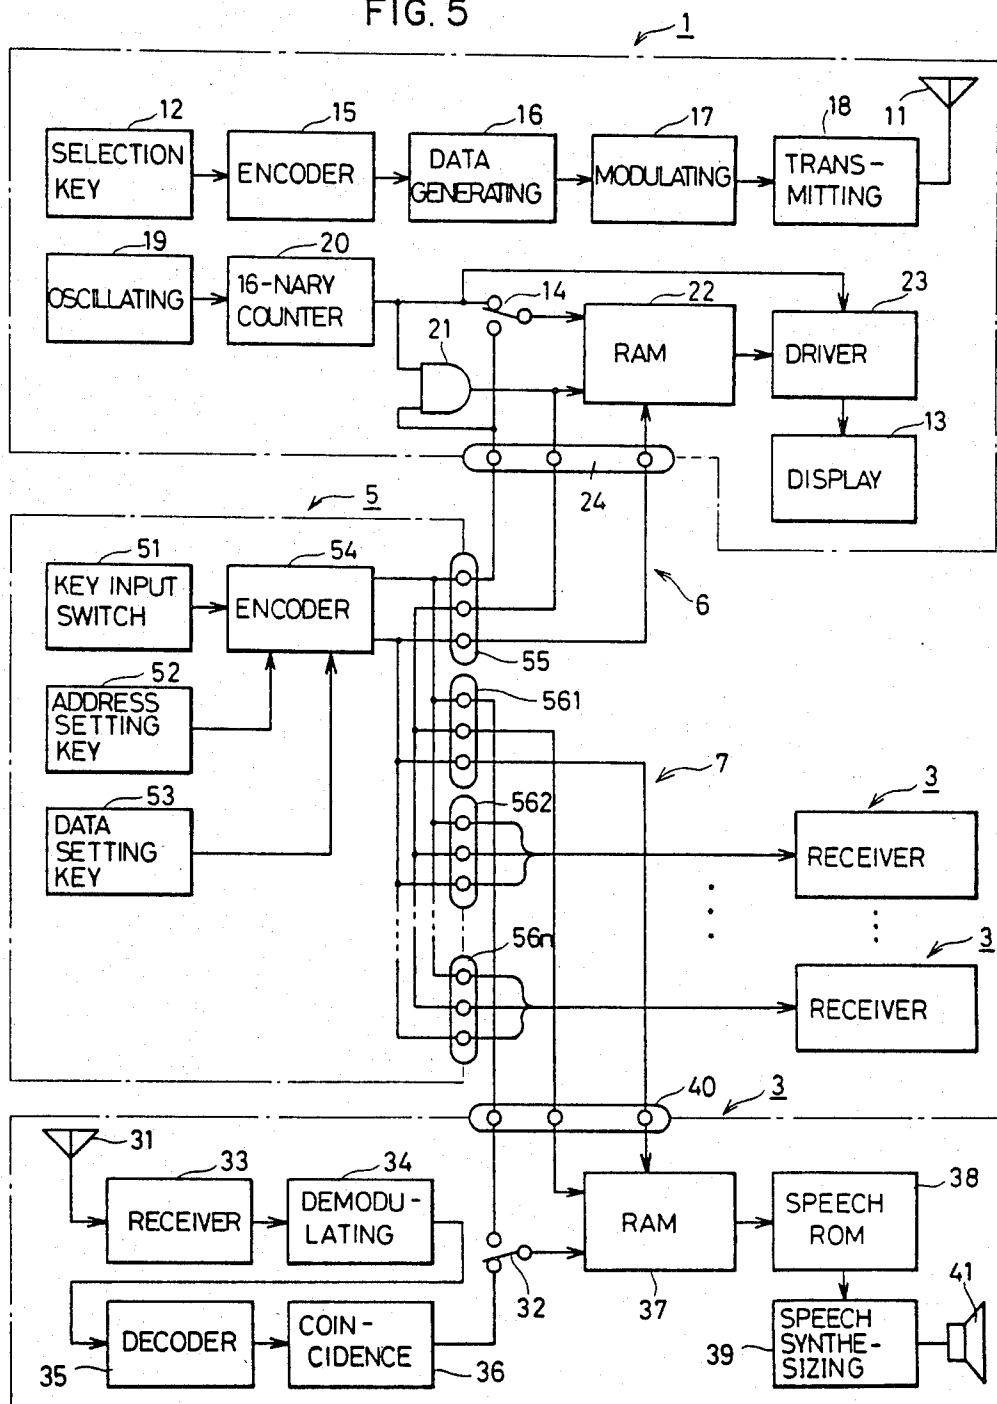 FIG. 5
1
12
15
16
17
18
11
SELECTION
KEY
ENCODER
DATA
GENERATING
MODULATING
TRANS-
MITTING
19
20
14
22
23
OSCILLATING
16-NARY
COUNTER
21
RAM
DRIVER
13
24
DISPLAY
5
51
54
KEY INPUT
SWITCH
ENCODER
6
55
52
ADDRESS
SETTING
KEY
561
7
53
DATA
SETTING
KEY
562
3
RECEIVER
56n
3
RECEIVER
40
3
31
33
34
38
RECEIVER
DEMODU-
LATING
RAM
SPEECH
ROM
32
37
41
DECODER
COIN-
CIDENCE
SPEECH
SYNTHE-
SIZING
35
36
39